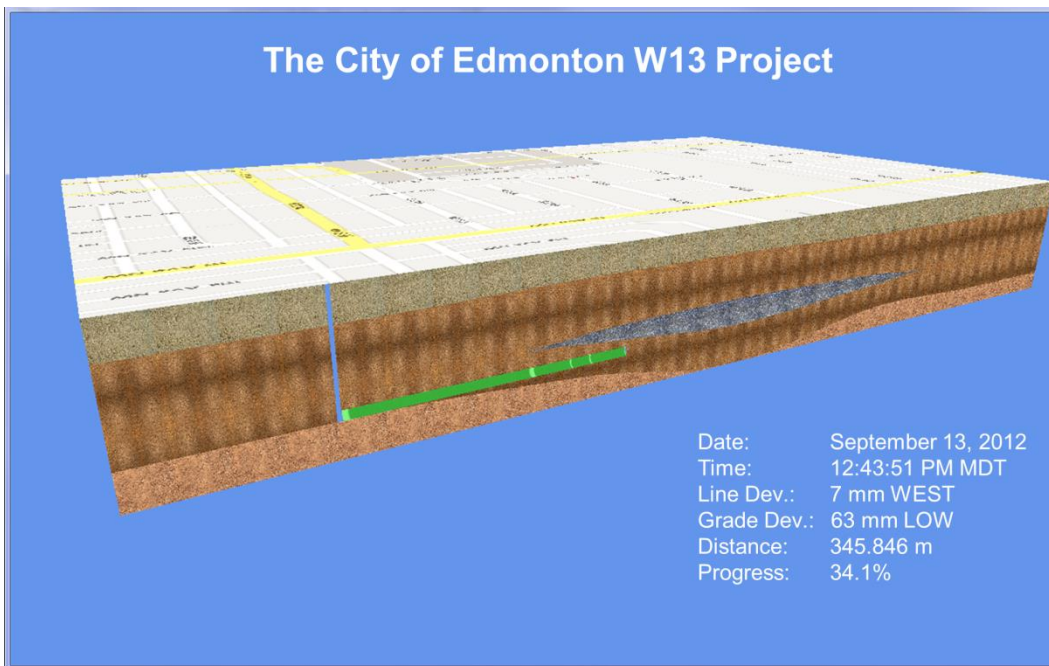 The City of Edmonton W13 Project
Date: September 13, 2012
Time: 12:43:51 PM MDT
Line Dev.: 7 mm WEST
Grade Dev.: 63 mm LOW
Distance: 345.846 m
Progress: 34.1%